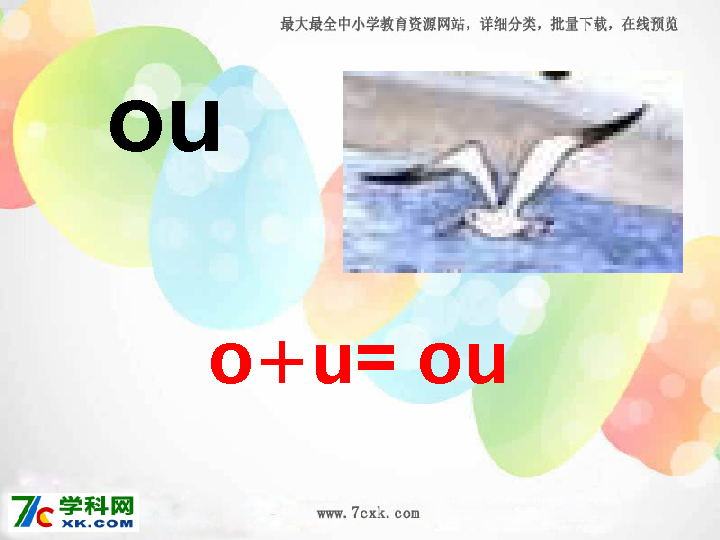 最大最全中小学教育资源网站，详细分类，批量下载，在线预览
ou
o+u= ou
7C 学科网
XK.COM
www.7cxk.com